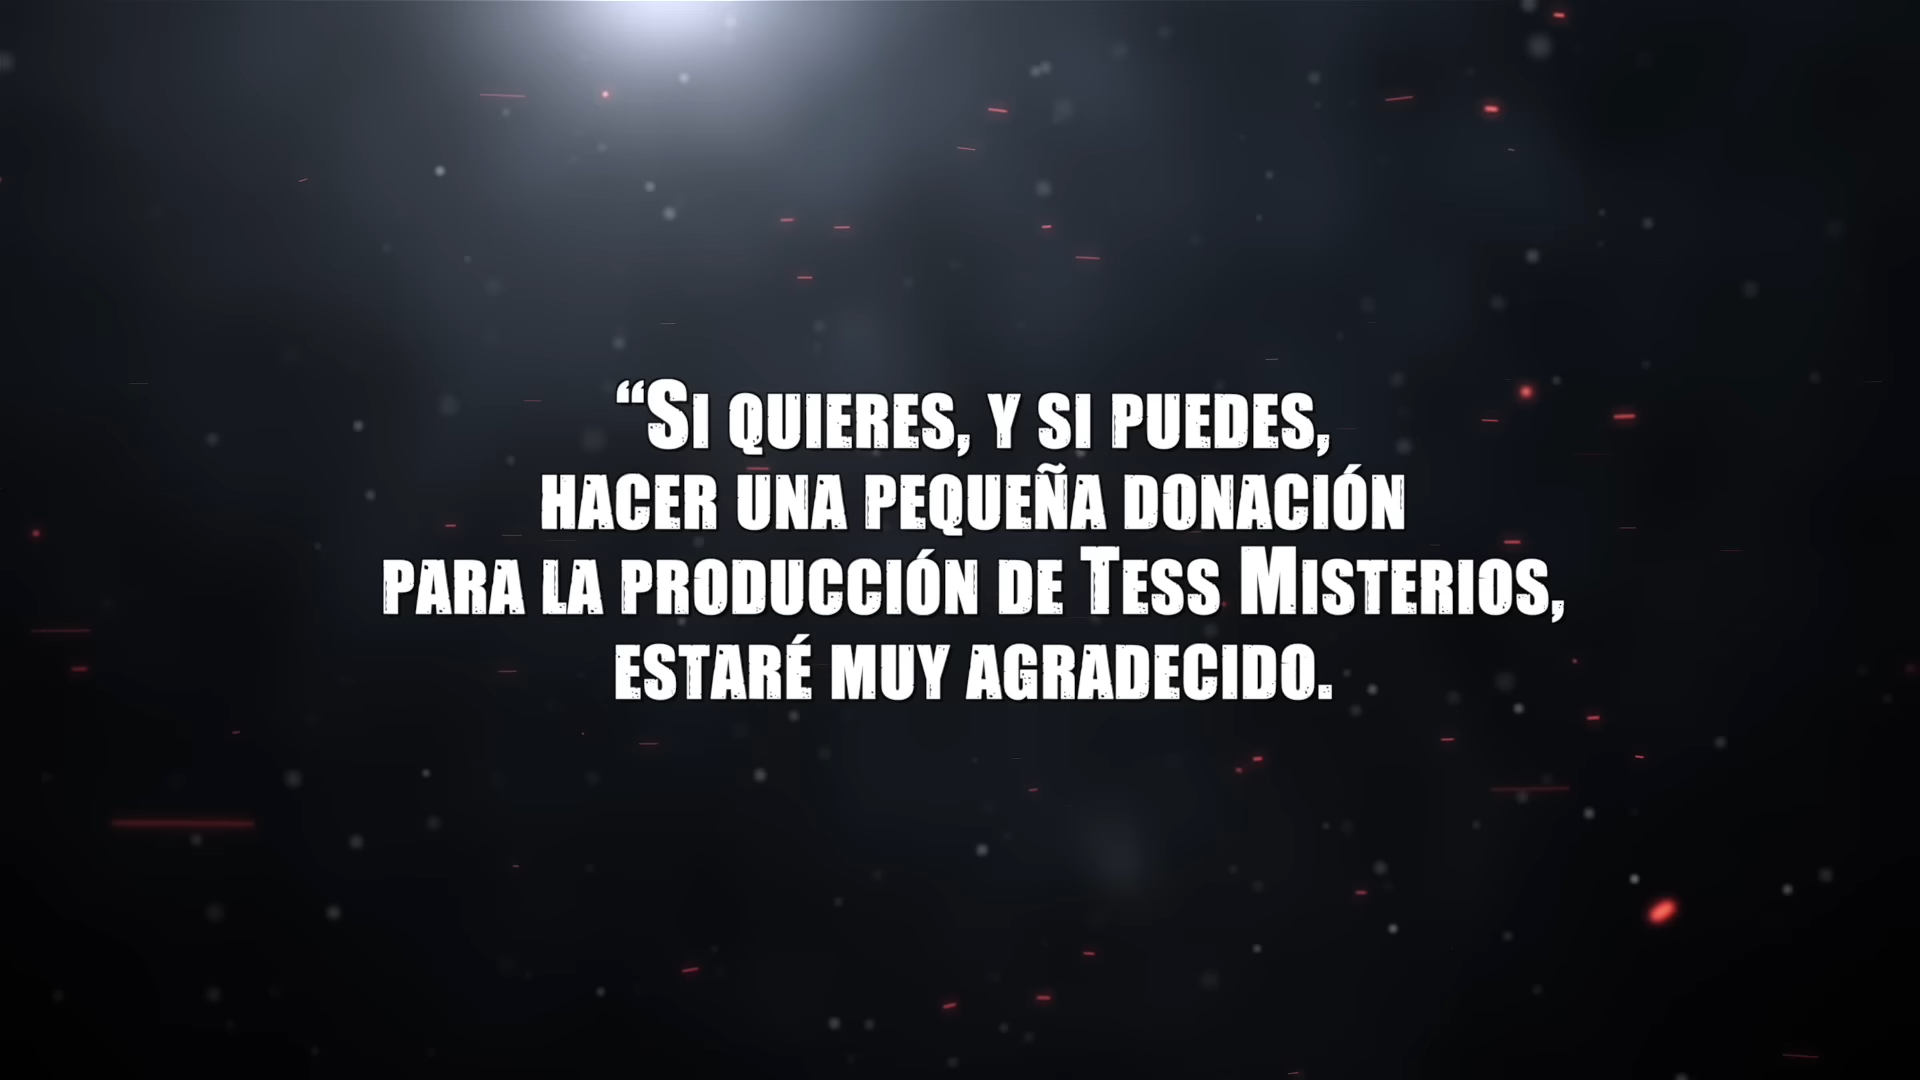 “Si quieres, y si puedes,
hacer una pequeña donación
para la producción de Tess Misterios,
estaré muy agradecido.